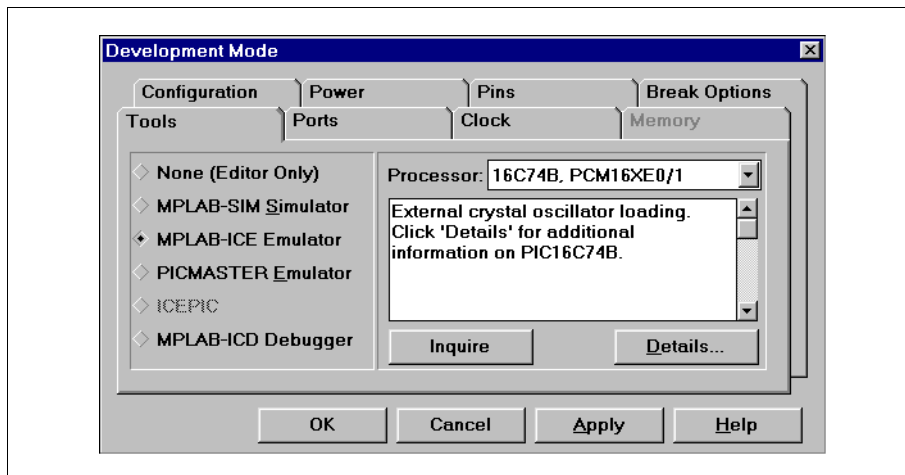 Development Mode
Configuration Power Pins Break Options
Tools Ports Clock Memory
None (Editor Only)
MPLAB-SIM Simulator
MPLAB-ICE Emulator
PICMASTER Emulator
ICEPIC
MPLAB-ICD Debugger
Processor: 16C74B, PCM16XE0/1
External crystal oscillator loading.
Click 'Details' for additional
information on PIC16C74B.
Inquire Details...
OK Cancel Apply Help